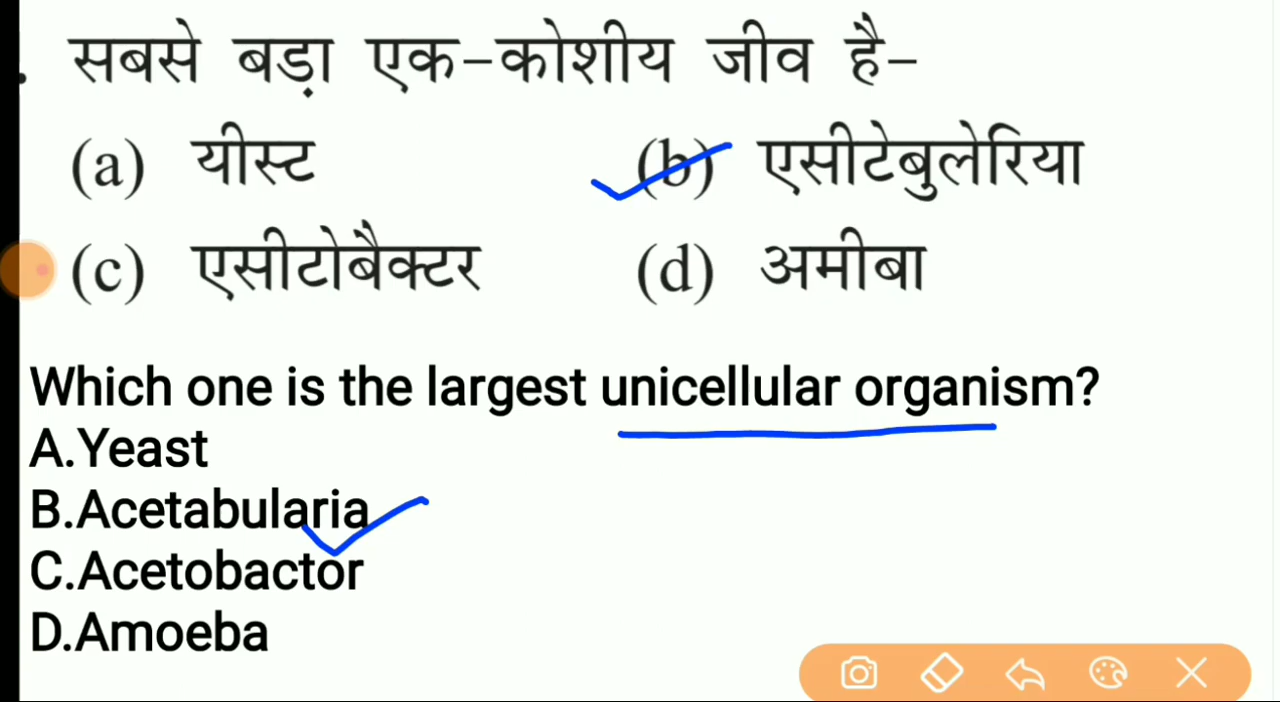 . सबसे बड़ा एक-कोशीय जीव है-
(a) यीस्ट (b) एसीटेबुलेरिया
(c) एसीटोबैक्टर (d) अमीबा
Which one is the largest unicellular organism?
A.Yeast
B.Acetabularia
C.Acetobactor
D.Amoeba